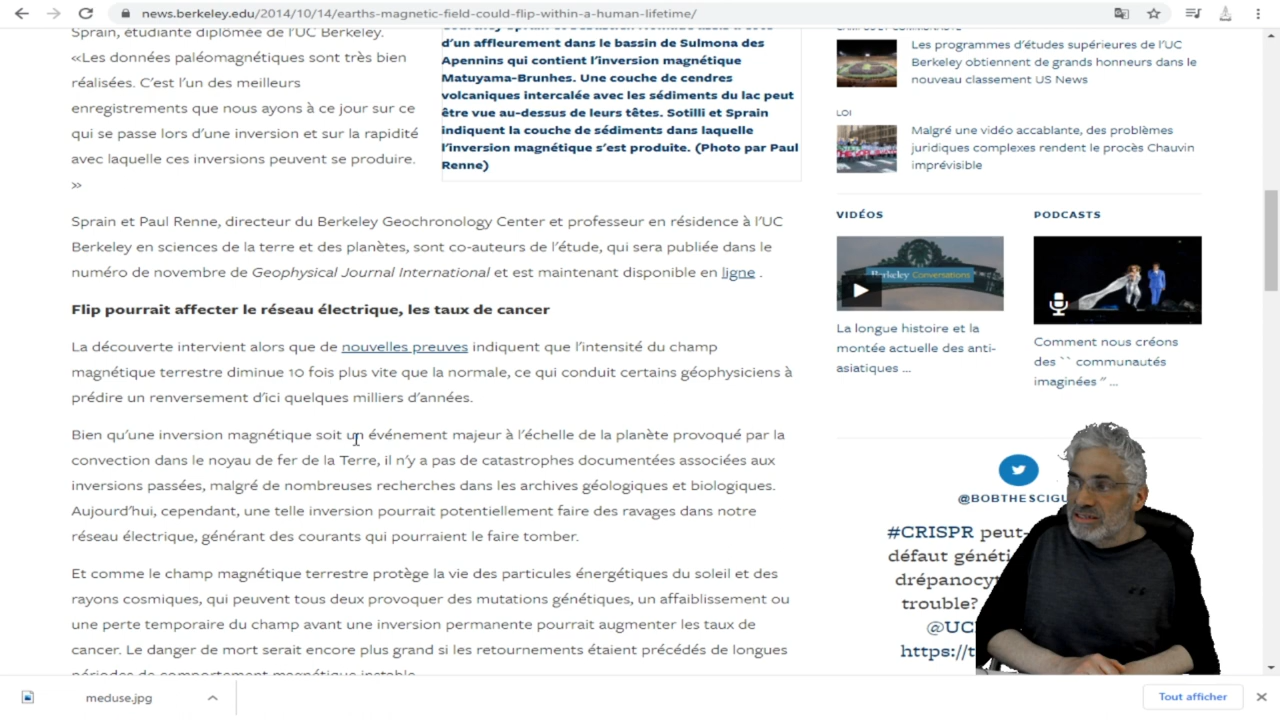 news.berkeley.edu/2014/10/14/earths-magnetic-field-could-flip-within-a-human-lifetime/
Sprain, étudiante diplômée de l'UC Berkeley.
«Les données paléomagnétiques sont très bien
réalisées. C'est l'un des meilleurs
enregistrements que nous ayons à ce jour sur ce
qui se passe lors d'une inversion et sur la rapidité
avec laquelle ces inversions peuvent se produire.
»
d'un affleurement dans le bassin de Sulmona des
Apennins qui contient l'inversion magnétique
Matuyama-Brunhes. Une couche de cendres
volcaniques intercalée avec les sédiments du lac peut
être vue au-dessus de leurs têtes. Sotilli et Sprain
indiquent la couche de sédiments dans laquelle
l'inversion magnétique s'est produite. (Photo par Paul
Renne)
Sprain et Paul Renne, directeur du Berkeley Geochronology Center et professeur en résidence à l'UC
Berkeley en sciences de la terre et des planètes, sont co-auteurs de l'étude, qui sera publiée dans le
numéro de novembre de Geophysical Journal International et est maintenant disponible en ligne .
Flip pourrait affecter le réseau électrique, les taux de cancer
La découverte intervient alors que de nouvelles preuves indiquent que l'intensité du champ
magnétique terrestre diminue 10 fois plus vite que la normale, ce qui conduit certains géophysiciens à
prédire un renversement d'ici quelques milliers d'années.
Bien qu'une inversion magnétique soit un événement majeur à l'échelle de la planète provoqué par la
convection dans le noyau de fer de la Terre, il n'y a pas de catastrophes documentées associées aux
inversions passées, malgré de nombreuses recherches dans les archives géologiques et biologiques.
Aujourd'hui, cependant, une telle inversion pourrait potentiellement faire des ravages dans notre
réseau électrique, générant des courants qui pourraient le faire tomber.
Et comme le champ magnétique terrestre protège la vie des particules énergétiques du soleil et des
rayons cosmiques, qui peuvent tous deux provoquer des mutations génétiques, un affaiblissement ou
une perte temporaire du champ avant une inversion permanente pourrait augmenter les taux de
cancer. Le danger de mort serait encore plus grand si les retournements étaient précédés de longues
périodes de comportement magnétique instable.
Les programmes d'études supérieures de l'UC
Berkeley obtiennent de grands honneurs dans le
nouveau classement US News
LOI
Malgré une vidéo accablante, des problèmes
juridiques complexes rendent le procès Chauvin
imprévisible
VIDÉOS
Berkeley Conversations
La longue histoire et la
montée actuelle des anti-
asiatiques ...
PODCASTS
Comment nous créons
des `` communautés
imaginées '' ...
@BOBTHESCIGU
#CRISPR peut-
défaut généti
drépanocyt
trouble?
@UC
https://t
meduse.jpg
Tout afficher